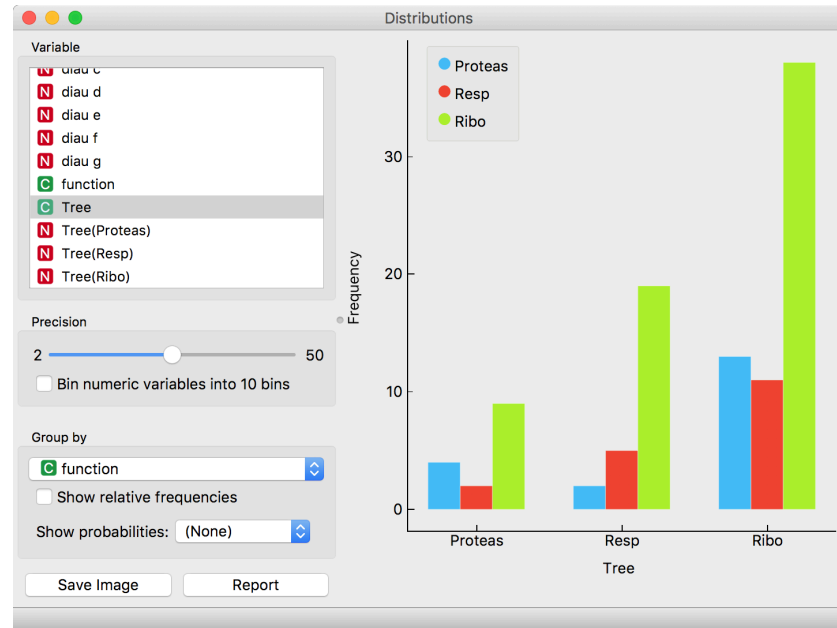 Distributions
Variable
N diau c
N diau d
N diau e
N diau f
N diau g
C function
C Tree
N Tree(Proteas)
N Tree(Resp)
N Tree(Ribo)
Precision
2 50
Bin numeric variables into 10 bins
Group by
C function
Show relative frequencies
Show probabilities: (None)
Save Image Report
Proteas
Resp
Ribo
Frequency
30
20
10
0
Proteas Resp Ribo
Tree